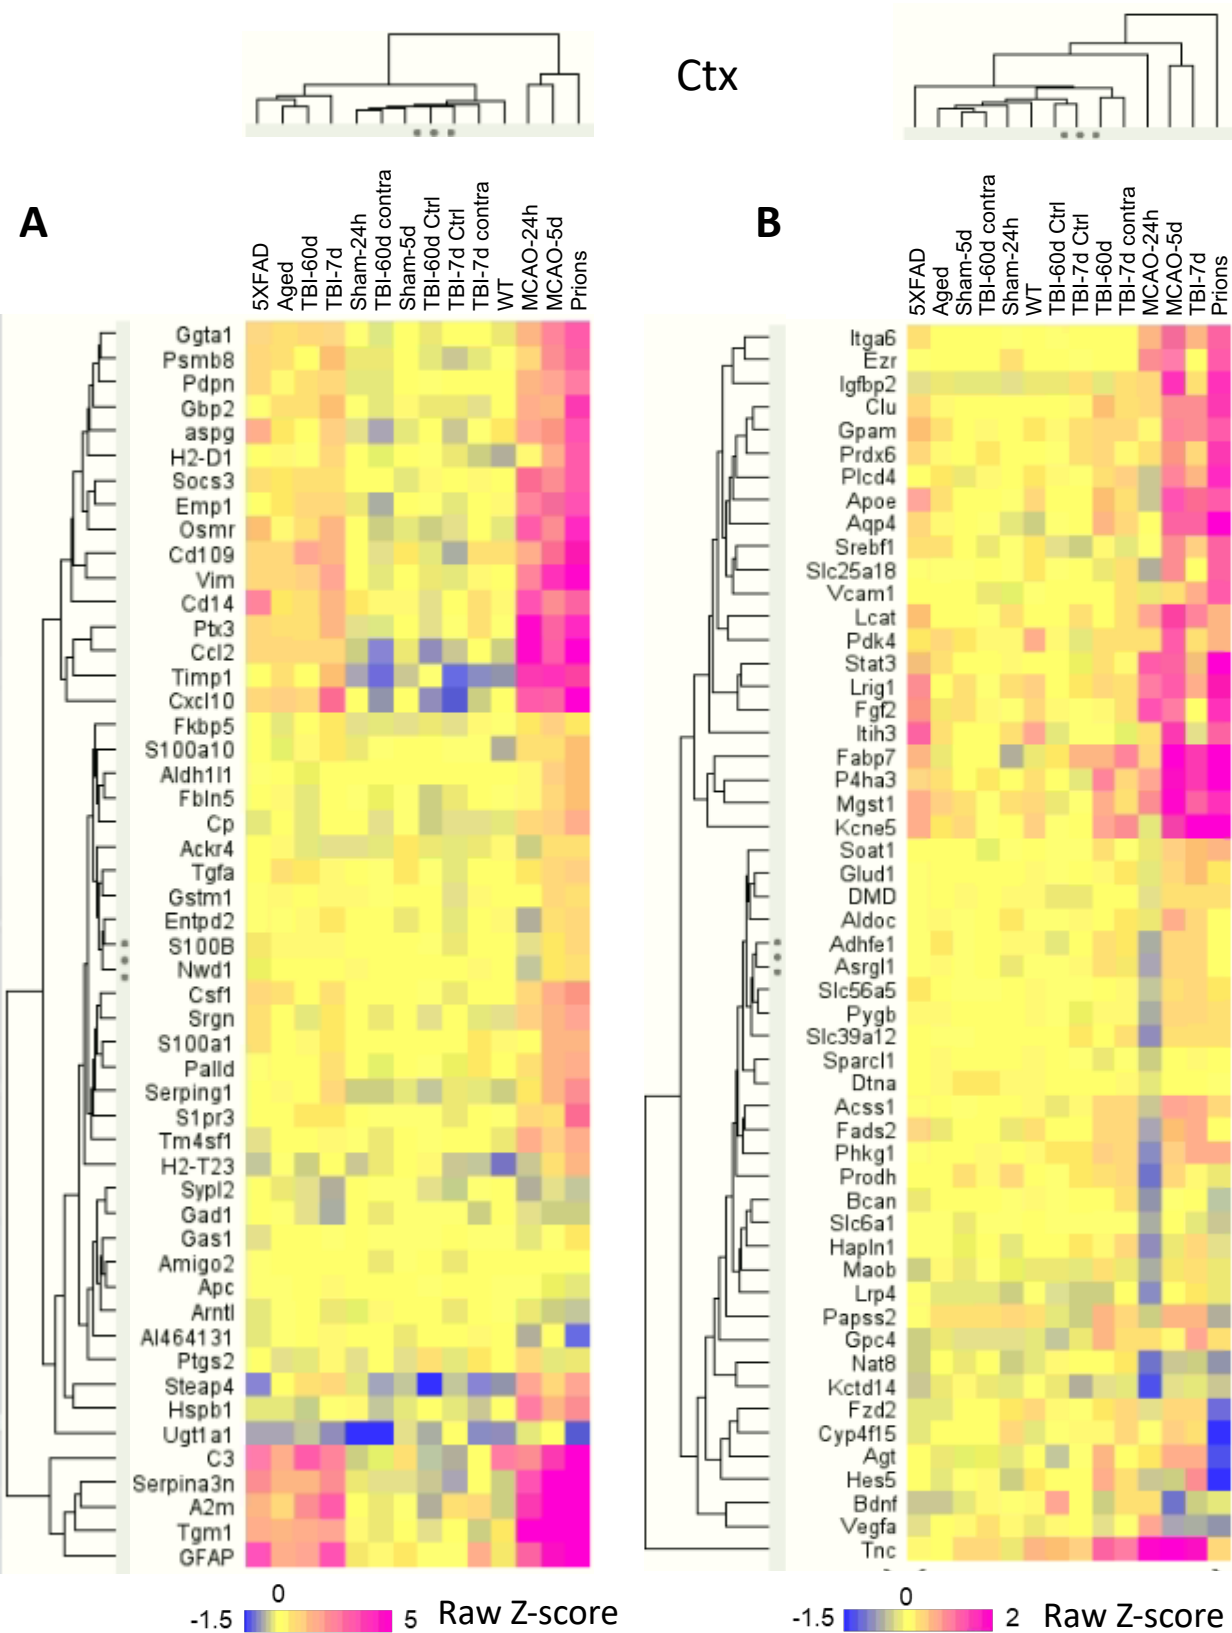 Ctx
A
5XFAD
Aged
TBI-60d
TBI-7d
Sham-24h
TBI-60d contra
Sham-5d
TBI-60d Ctrl
TBI-7d Ctrl
TBI-7d contra
WT
MCAO-24h
MCAO-5d
Prions
Ggta1
Psmb8
Pdpn
Gbp2
aspg
H2-D1
Socs3
Emp1
Osmr
Cd109
Vim
Cd14
Ptx3
Ccl2
Timp1
Cxcl10
Fkbp5
S100a10
Aldh1l1
Fbln5
Cp
Ackr4
Tgfa
Gstm1
Entpd2
S100B
Nwd1
Csf1
Srgn
S100a1
Palld
Serping1
S1pr3
Tm4sf1
H2-T23
Sypl2
Gad1
Gas1
Amigo2
Apc
Arntl
AI464131
Ptgs2
Steap4
Hspb1
Ugt1a1
C3
Serpina3n
A2m
Tgm1
GFAP
0
-1.5 5 Raw Z-score
B
5XFAD
Aged
Sham-5d
TBI-60d contra
Sham-24h
WT
TBI-60d Ctrl
TBI-7d Ctrl
TBI-60d
TBI-7d contra
MCAO-24h
MCAO-5d
TBI-7d
Prions
Itga6
Ezr
Igfbp2
Clu
Gpam
Prdx6
Plcd4
Apoe
Aqp4
Srebf1
Slc25a18
Vcam1
Lcat
Pdk4
Stat3
Lrig1
Fgf2
Itih3
Fabp7
P4ha3
Mgst1
Kcne5
Soat1
Glud1
DMD
Aldoc
Adhfe1
Asrgl1
Slc56a5
Pygb
Slc39a12
Sparcl1
Dtna
Acss1
Fads2
Phkg1
Prodh
Bcan
Slc6a1
Hapln1
Maob
Lrp4
Papss2
Gpc4
Nat8
Kctd14
Fzd2
Cyp4f15
Agt
Hes5
Bdnf
Vegfa
Tnc
0
-1.5 2 Raw Z-score